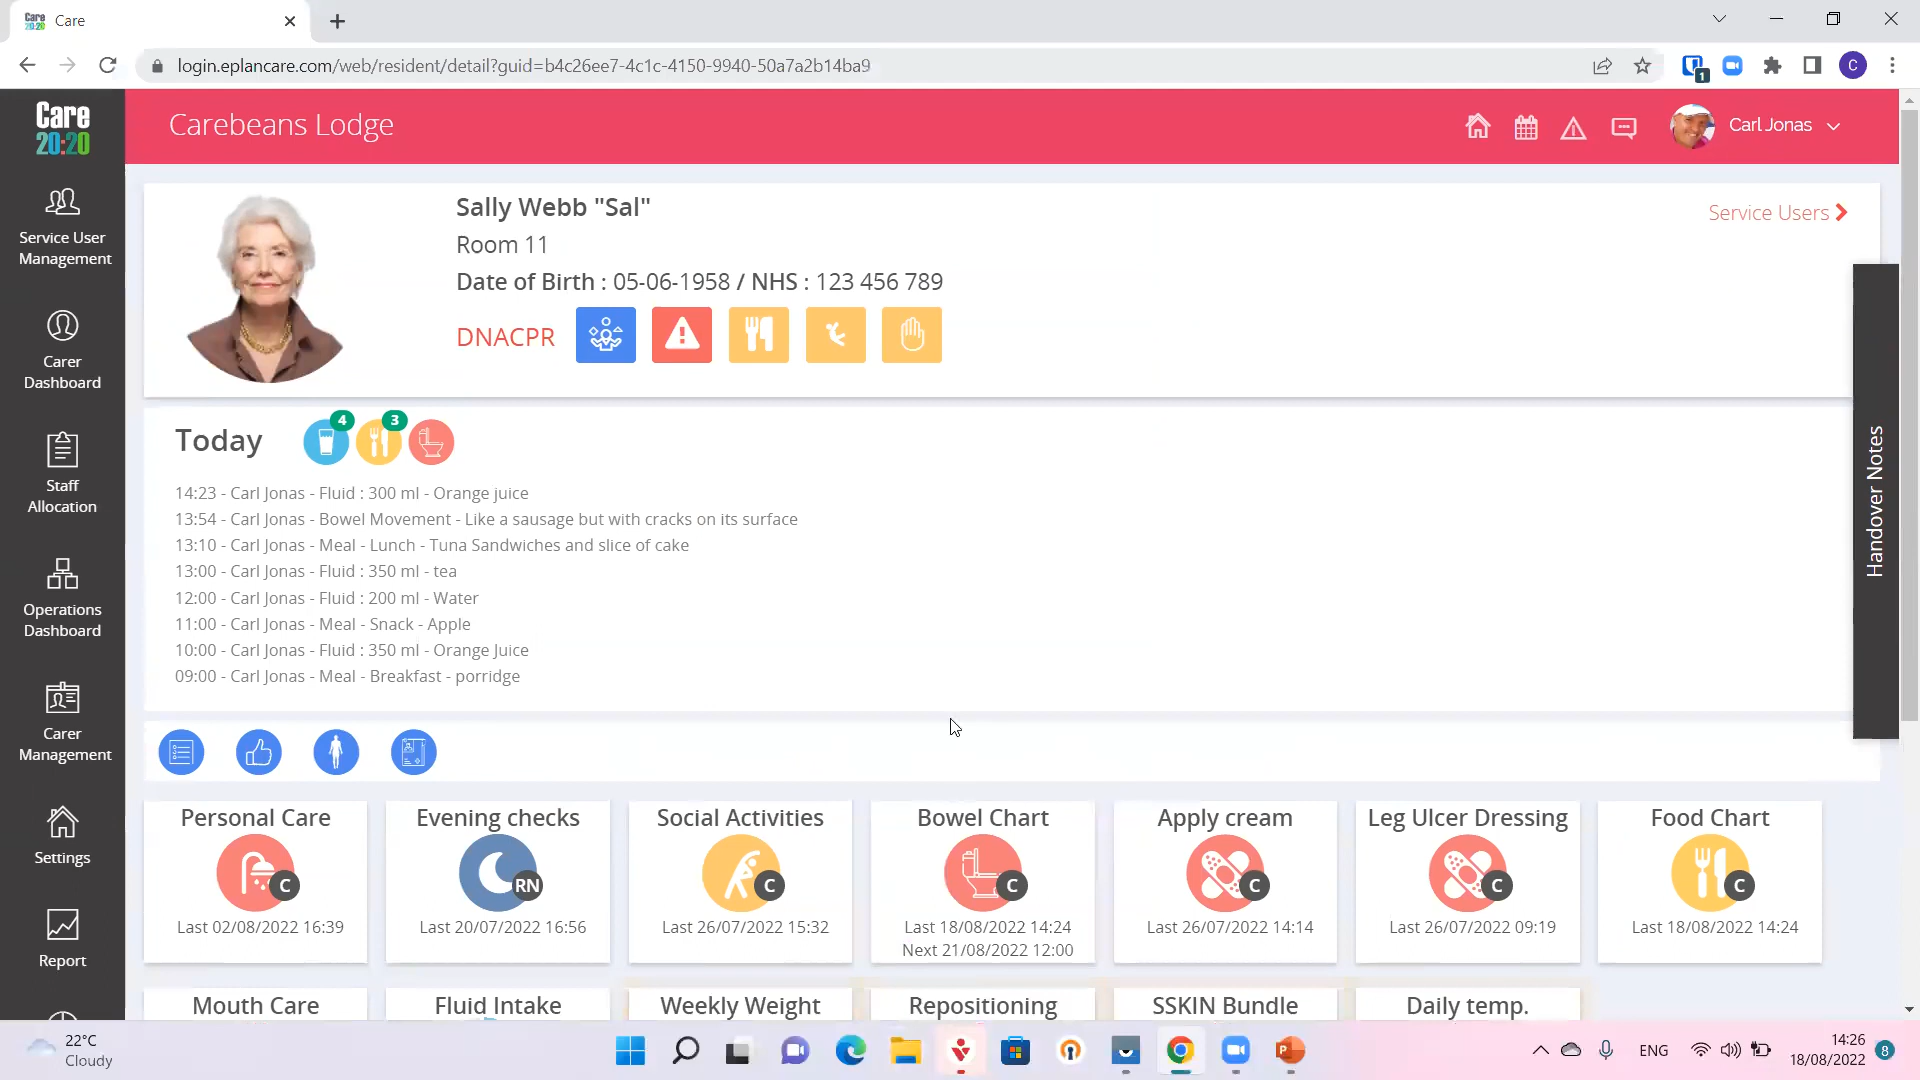 Care
login.eplancare.com/web/resident/detail?guid=b4c26ee7-4c1c-4150-9940-50a7a2b14ba9
1
C
Care
20:20
Carebeans Lodge
Carl Jonas
Service User
Management
Carer
Dashboard
Staff
Allocation
Operations
Dashboard
Carer
Management
Settings
Report
Sally Webb "Sal"
Room 11
Date of Birth : 05-06-1958 / NHS : 123 456 789
DNACPR
Service Users
Handover Notes
Today
4
3
14:23 - Carl Jonas - Fluid : 300 ml - Orange juice
13:54 - Carl Jonas - Bowel Movement - Like a sausage but with cracks on its surface
13:10 - Carl Jonas - Meal - Lunch - Tuna Sandwiches and slice of cake
13:00 - Carl Jonas - Fluid : 350 ml - tea
12:00 - Carl Jonas - Fluid : 200 ml - Water
11:00 - Carl Jonas - Meal - Snack - Apple
10:00 - Carl Jonas - Fluid : 350 ml - Orange Juice
09:00 - Carl Jonas - Meal - Breakfast - porridge
Personal Care
C
Last 02/08/2022 16:39
Evening checks
RN
Last 20/07/2022 16:56
Social Activities
C
Last 26/07/2022 15:32
Bowel Chart
C
Last 18/08/2022 14:24
Next 21/08/2022 12:00
Apply cream
C
Last 26/07/2022 14:14
Leg Ulcer Dressing
C
Last 26/07/2022 09:19
Food Chart
C
Last 18/08/2022 14:24
Mouth Care
Fluid Intake
Weekly Weight
Repositioning
SSKIN Bundle
Daily temp.
22°C
Cloudy
ENG
14:26
18/08/2022
8